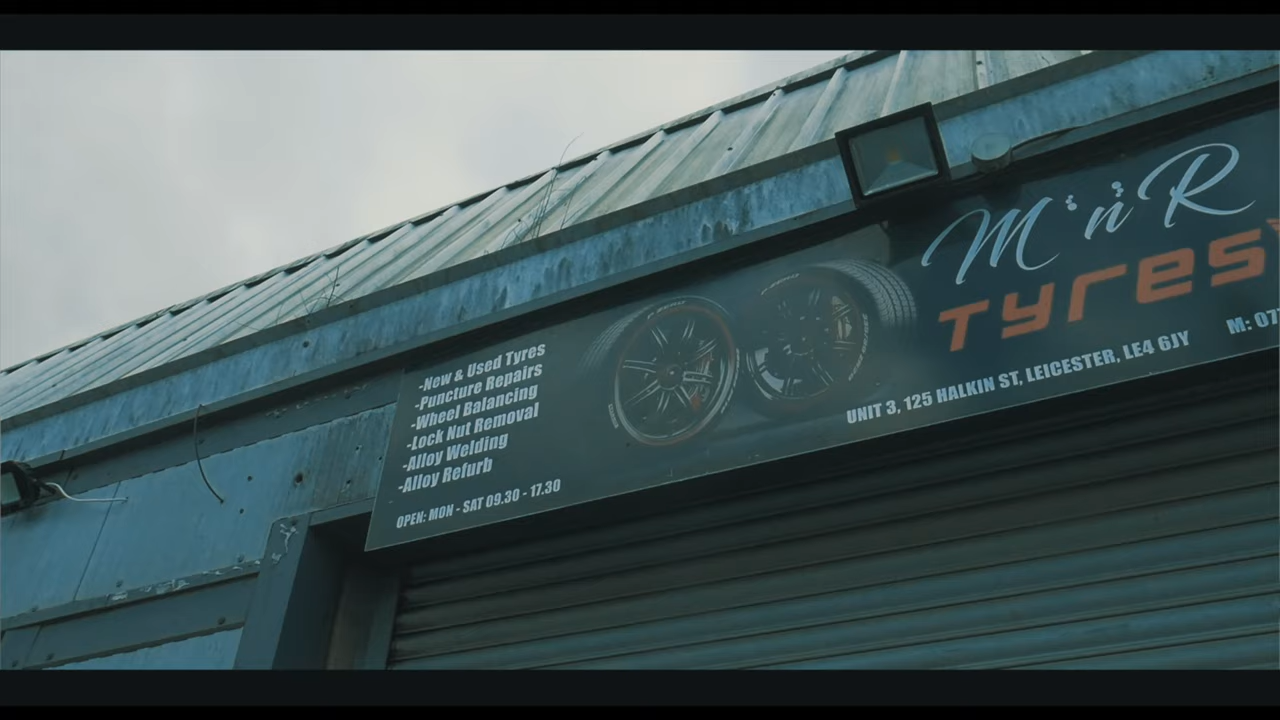 M'n'R
TYRES
-New & Used Tyres
-Puncture Repairs
-Wheel Balancing
-Lock Nut Removal
-Alloy Welding
-Alloy Refurb
OPEN: MON - SAT 09.30 - 17.30
UNIT 3, 125 HALKIN ST, LEICESTER, LE4 6JY
M: 07